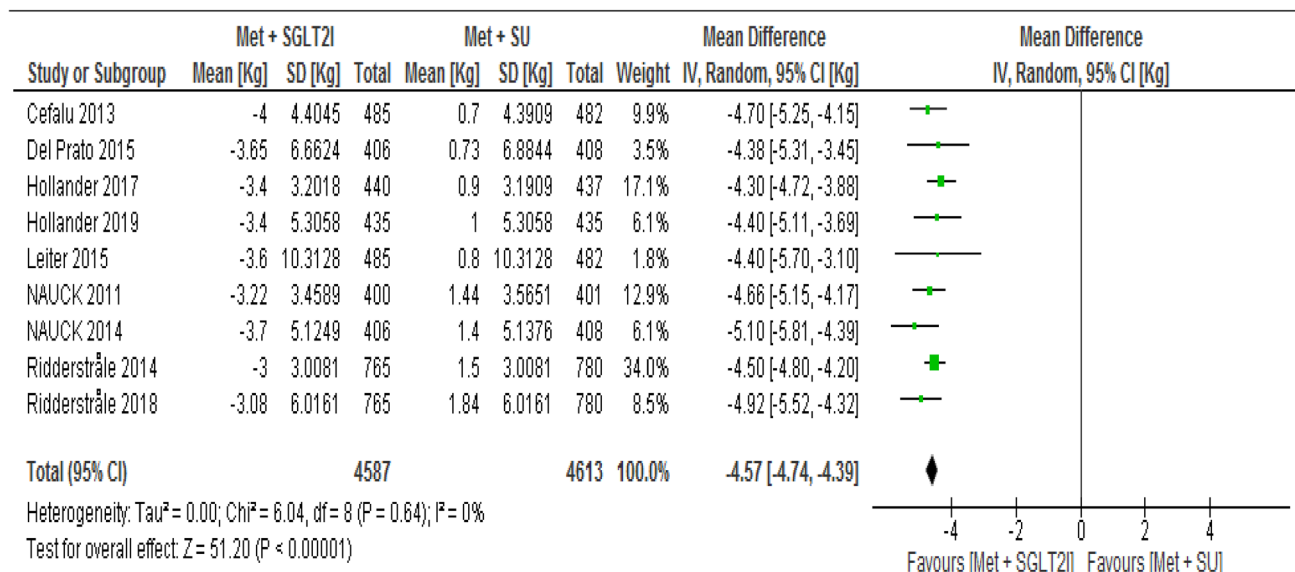 Met + SGLT2I Met + SU Mean Difference Mean Difference
Study or Subgroup Mean [Kg] SD [Kg] Total Mean [Kg] SD [Kg] Total Weight IV, Random, 95% CI [Kg] IV, Random, 95% CI [Kg]
Cefalu 2013 -4 4.4045 485 0.7 4.3909 482 9.9% -4.70 [-5.25, -4.15]
Del Prato 2015 -3.65 6.6624 406 0.73 6.8844 408 3.5% -4.38 [-5.31, -3.45]
Hollander 2017 -3.4 3.2018 440 0.9 3.1909 437 17.1% -4.30 [-4.72, -3.88]
Hollander 2019 -3.4 5.3058 435 1 5.3058 435 6.1% -4.40 [-5.11, -3.69]
Leiter 2015 -3.6 10.3128 485 0.8 10.3128 482 1.8% -4.40 [-5.70, -3.10]
NAUCK 2011 -3.22 3.4589 400 1.44 3.5651 401 12.9% -4.66 [-5.15, -4.17]
NAUCK 2014 -3.7 5.1249 406 1.4 5.1376 408 6.1% -5.10 [-5.81, -4.39]
Ridderstråle 2014 -3 3.0081 765 1.5 3.0081 780 34.0% -4.50 [-4.80, -4.20]
Ridderstråle 2018 -3.08 6.0161 765 1.84 6.0161 780 8.5% -4.92 [-5.52, -4.32]
Total (95% CI) 4587 4613 100.0% -4.57 [-4.74, -4.39]
Heterogeneity: Tau² = 0.00; Chi² = 6.04, df = 8 (P = 0.64); I² = 0%
Test for overall effect: Z = 51.20 (P < 0.00001)
-4 -2 0 2 4
Favours [Met + SGLT2I] Favours [Met + SU]